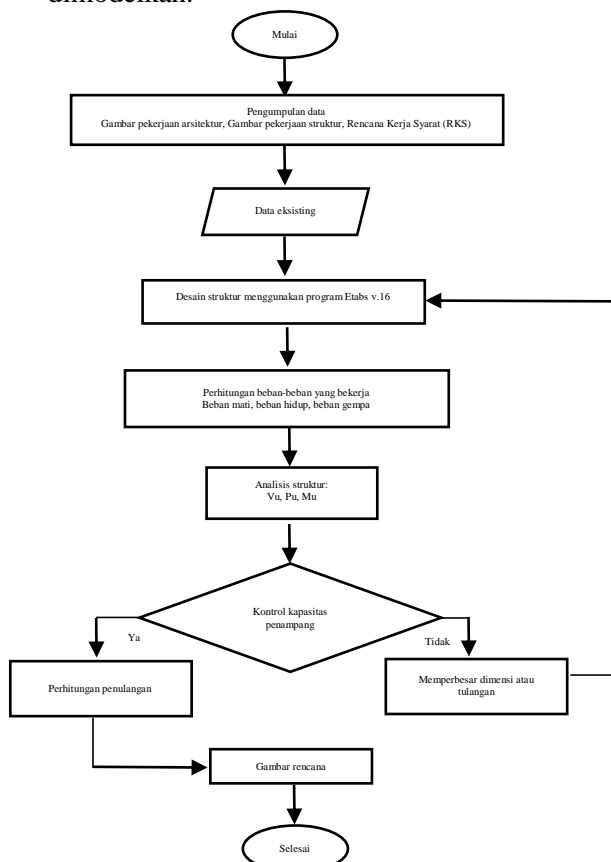 dimodelkan.
Mulai
Pengumpulan data
Gambar pekerjaan arsitektur, Gambar pekerjaan struktur, Rencana Kerja Syarat (RKS)
Data eksisting
Desain struktur menggunakan program Etabs v.16
Perhitungan beban-beban yang bekerja
Beban mati, beban hidup, beban gempa
Analisis struktur:
Vu, Pu, Mu
Kontrol kapasitas
penampang
Ya
Tidak
Perhitungan penulangan
Memperbesar dimensi atau
tulangan
Gambar rencana
Selesai